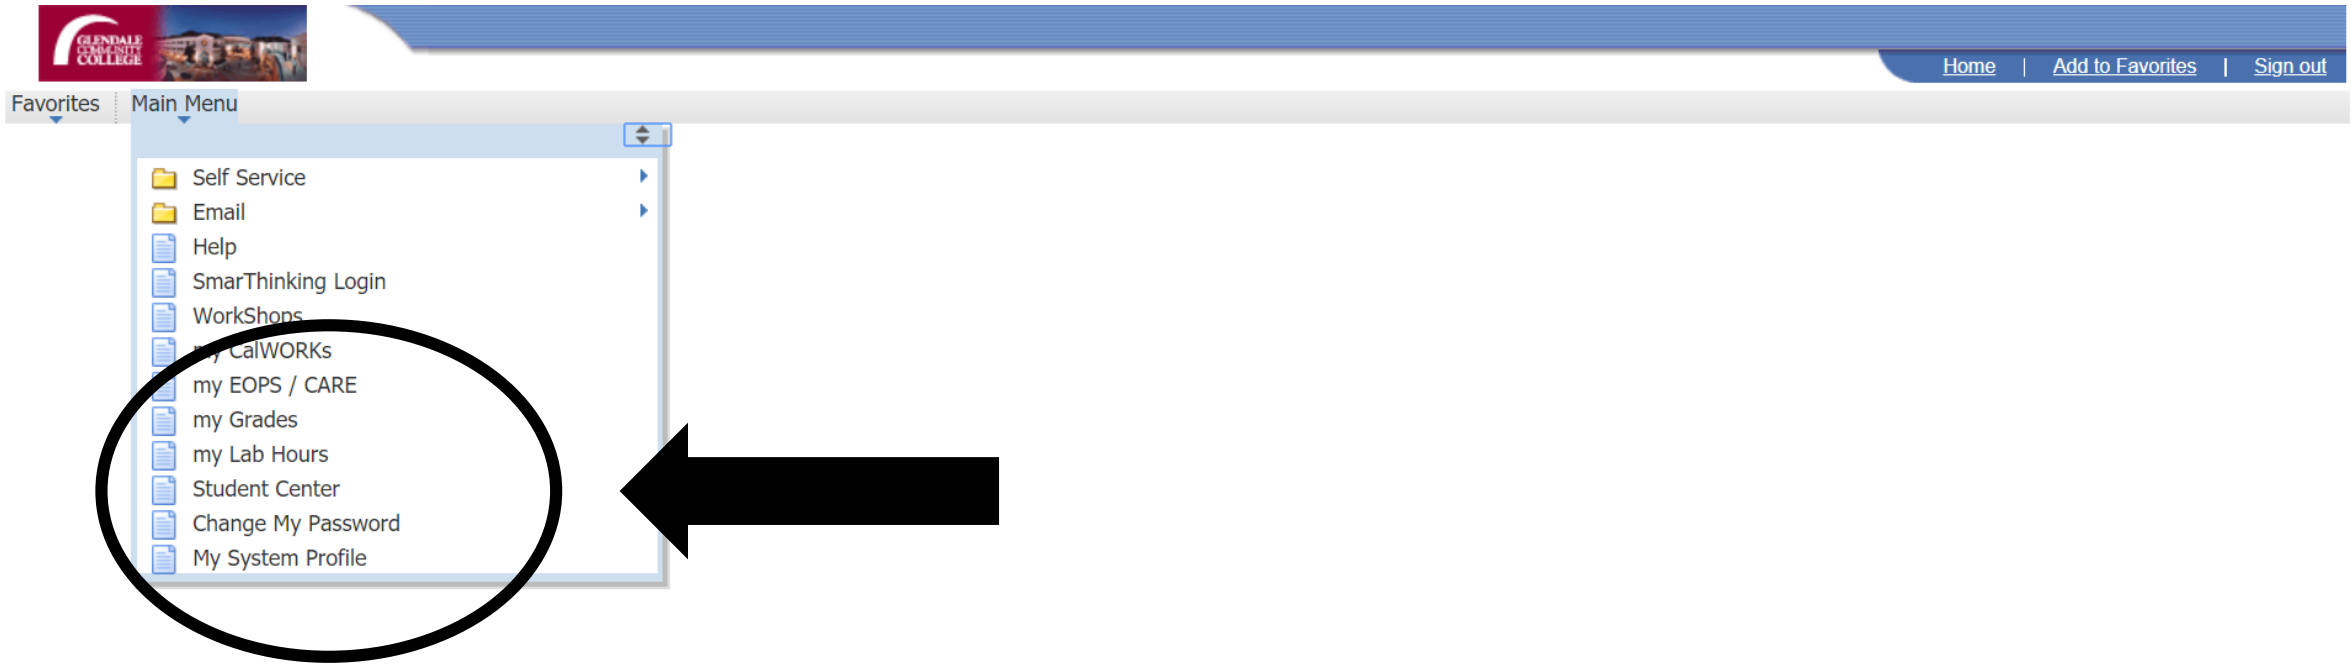 GLENDALE
COMMUNITY
COLLEGE
Home | Add to Favorites | Sign out
Favorites Main Menu
Self Service
Email
Help
SmarThinking Login
WorkShops
my CalWORKs
my EOPS / CARE
my Grades
my Lab Hours
Student Center
Change My Password
My System Profile